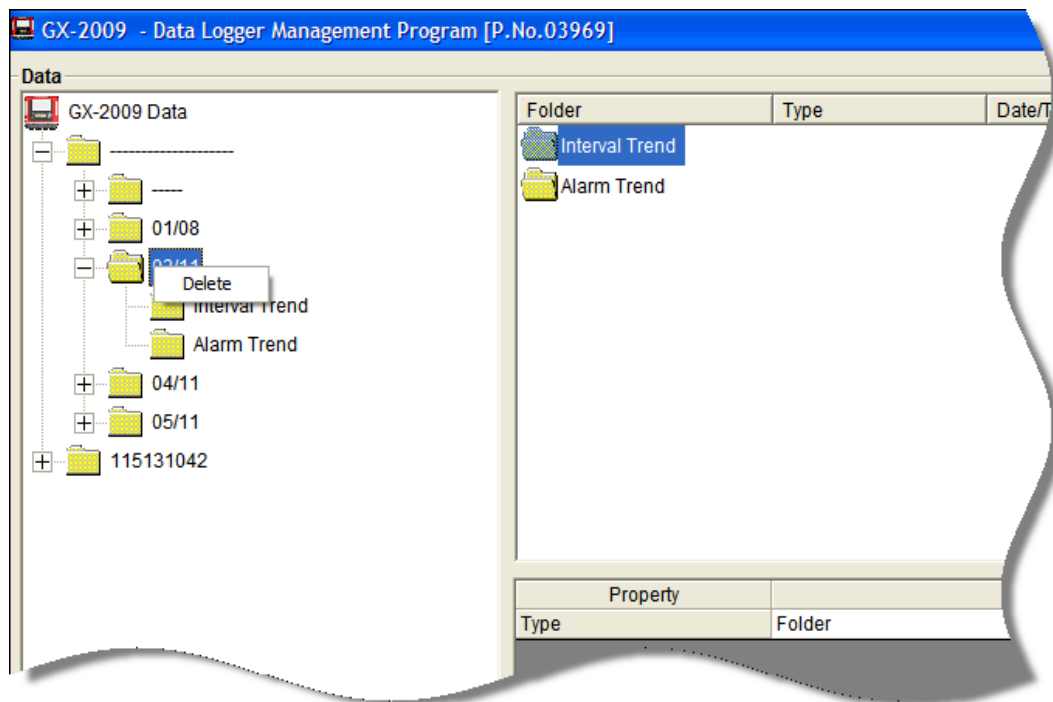 GX-2009 - Data Logger Management Program [P.No.03969]
Data
GX-2009 Data
--------------------
-----
01/08
Delete
Interval Trend
Alarm Trend
04/11
05/11
115131042
Folder Type
Interval Trend
Alarm Trend
Property
Type Folder